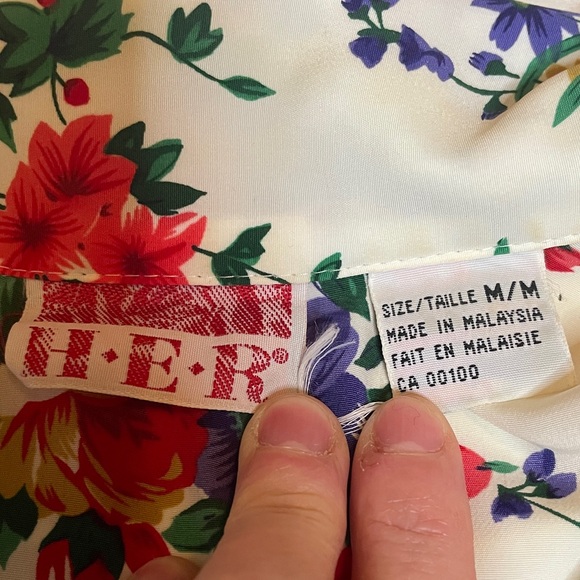 H·E·R®
SIZE/TAILLE M/M
MADE IN MALAYSIA
FAIT EN MALAISIE
CA 00100